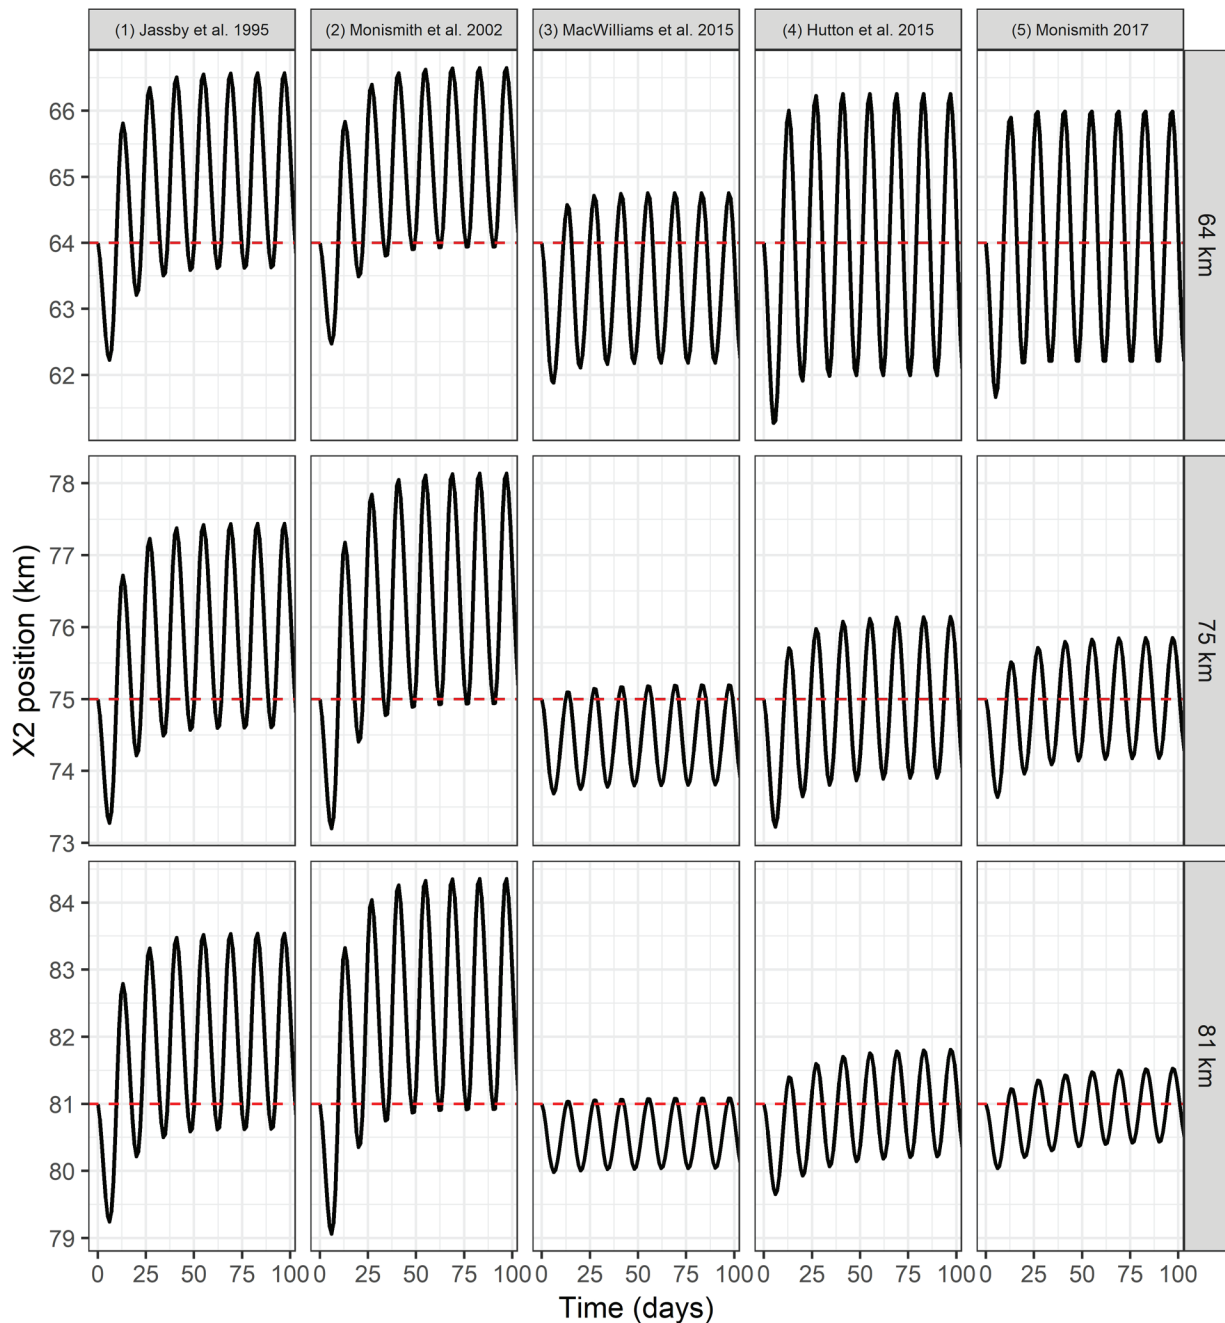 (1) Jassby et al. 1995
(2) Monismith et al. 2002
(3) MacWilliams et al. 2015
(4) Hutton et al. 2015
(5) Monismith 2017
66
65
64
63
62
64 km
78
77
76
75
74
73
75 km
84
83
82
81
80
79
81 km
X2 position (km)
0 25 50 75 100
0 25 50 75 100
0 25 50 75 100
0 25 50 75 100
0 25 50 75 100
Time (days)